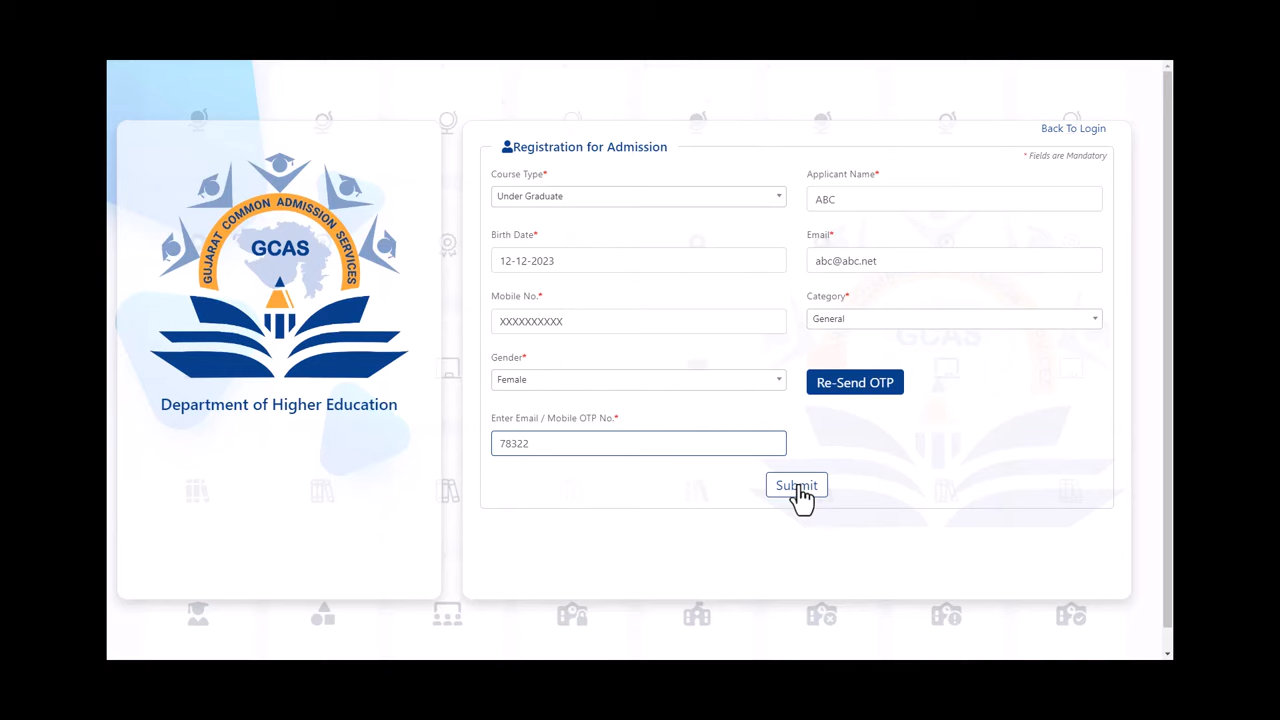 GUJARAT COMMON ADMISSION SERVICES
GCAS
Department of Higher Education
Back To Login
Registration for Admission
* Fields are Mandatory
Course Type*
Under Graduate
Applicant Name*
ABC
Birth Date*
12-12-2023
Email*
abc@abc.net
Mobile No.*
XXXXXXXXXX
Category*
General
GCAS
Gender*
Female
Re-Send OTP
Enter Email / Mobile OTP No.*
78322
Submit